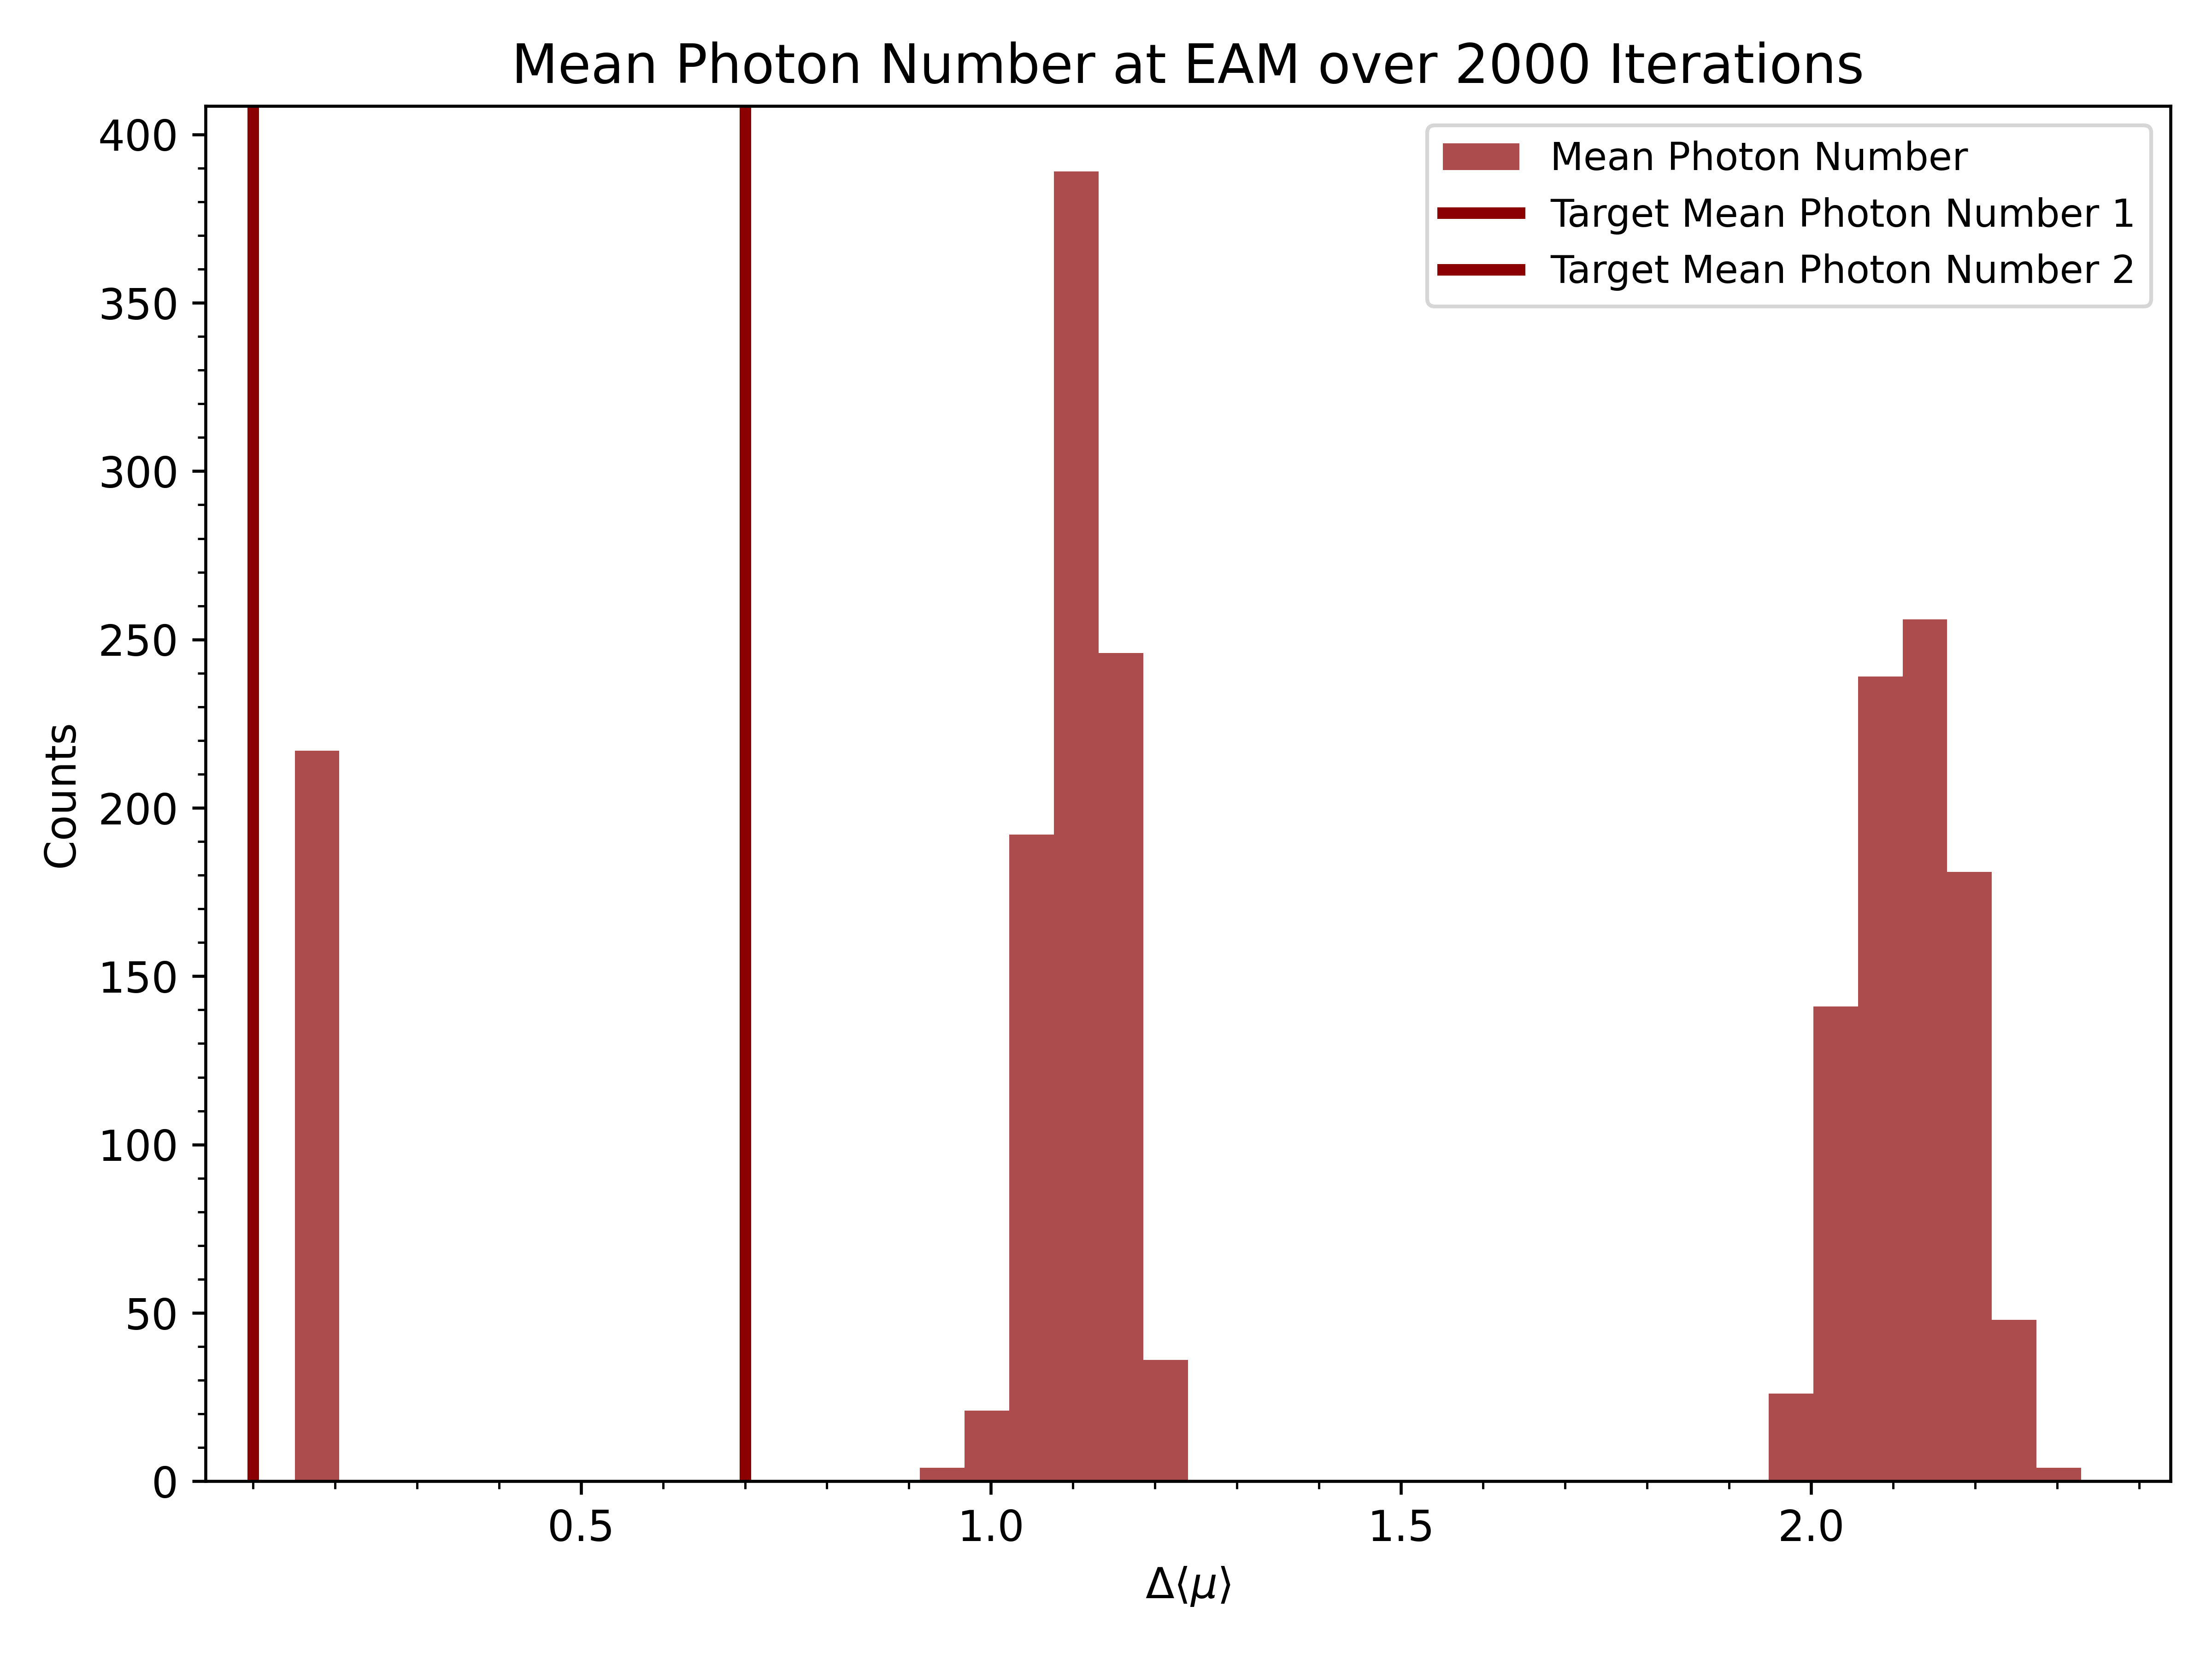 Mean Photon Number at EAM over 2000 Iterations
Mean Photon Number
Target Mean Photon Number 1
Target Mean Photon Number 2
400
350
300
250
200
150
100
50
0
Counts
0.5 1.0 1.5 2.0
Δ⟨μ⟩